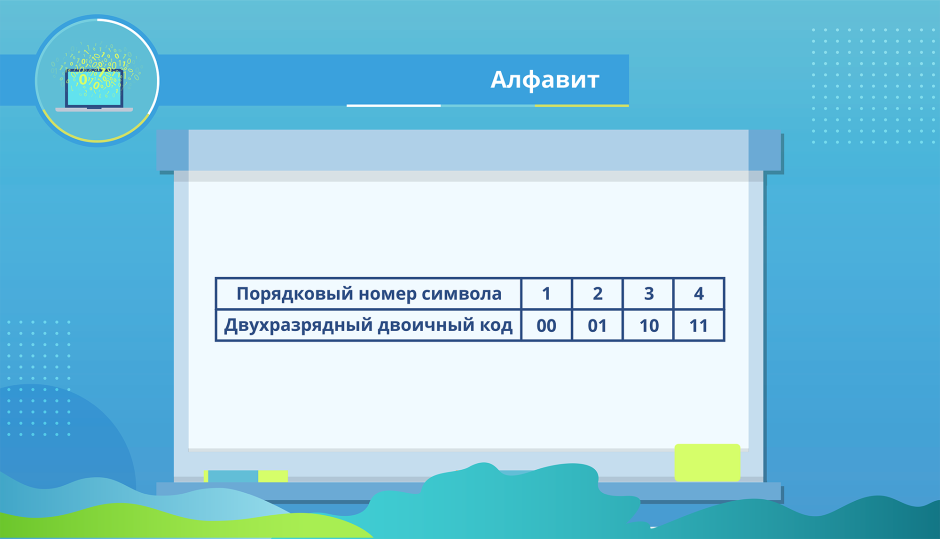 Алфавит
Порядковый номер символа 1 2 3 4
Двухразрядный двоичный код 00 01 10 11